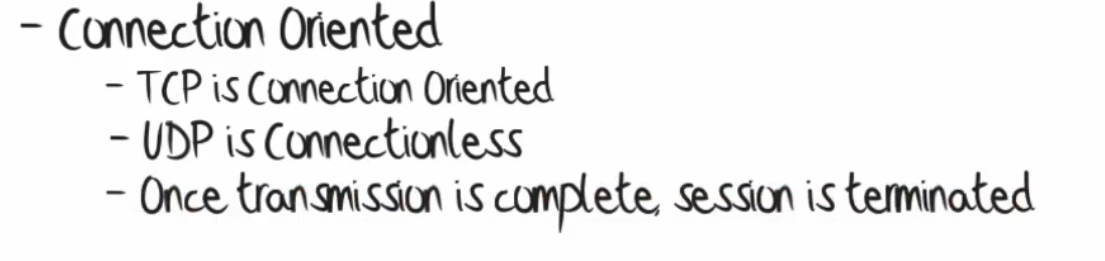 - Connection Oriented
- TCP is Connection Oriented
- UDP is Connectionless
- Once transmission is complete, session is terminated